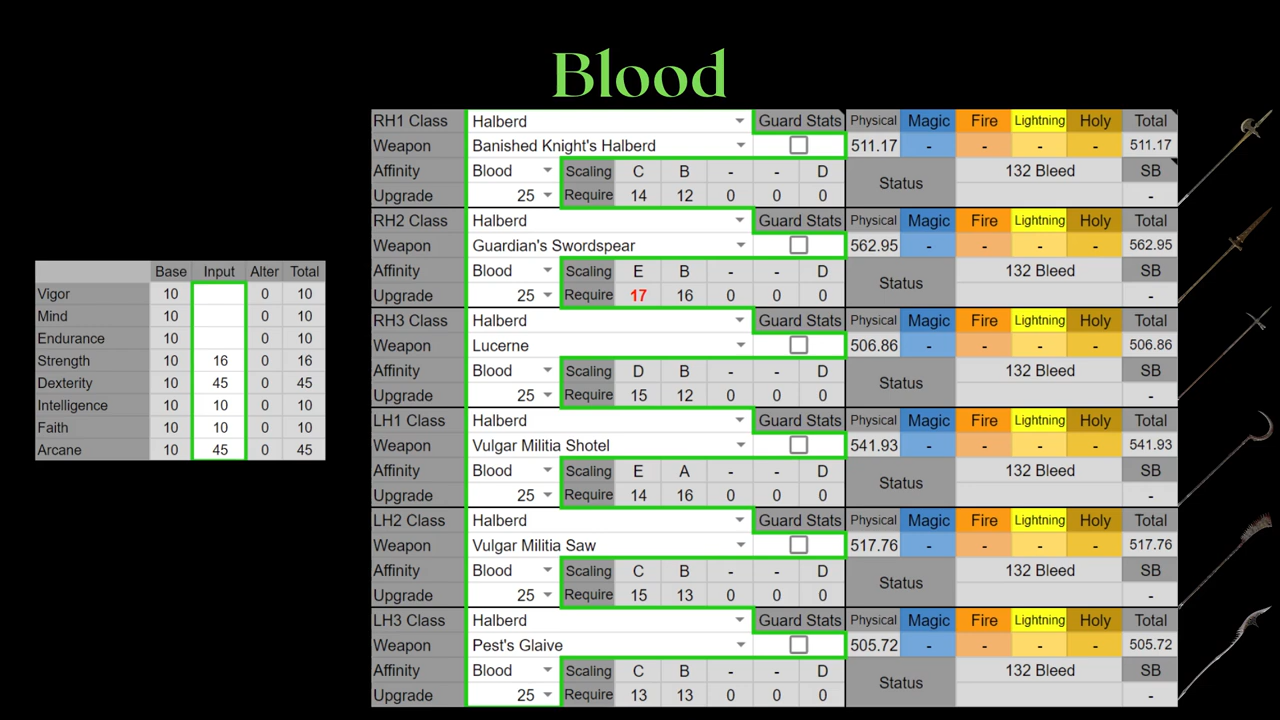 Blood
Base Input Alter Total
Vigor 10 0 10
Mind 10 0 10
Endurance 10 0 10
Strength 10 16 0 16
Dexterity 10 45 0 45
Intelligence 10 10 0 10
Faith 10 10 0 10
Arcane 10 45 0 45
RH1 Class Halberd Guard Stats Physical Magic Fire Lightning Holy Total
Weapon Banished Knight's Halberd 511.17 - - - - 511.17
Affinity Blood Scaling C B - - D Status 132 Bleed SB
Upgrade 25 Require 14 12 0 0 0 -
RH2 Class Halberd Guard Stats Physical Magic Fire Lightning Holy Total
Weapon Guardian's Swordspear 562.95 - - - - 562.95
Affinity Blood Scaling E B - - D Status 132 Bleed SB
Upgrade 25 Require 17 16 0 0 0 -
RH3 Class Halberd Guard Stats Physical Magic Fire Lightning Holy Total
Weapon Lucerne 506.86 - - - - 506.86
Affinity Blood Scaling D B - - D Status 132 Bleed SB
Upgrade 25 Require 15 12 0 0 0 -
LH1 Class Halberd Guard Stats Physical Magic Fire Lightning Holy Total
Weapon Vulgar Militia Shotel 541.93 - - - - 541.93
Affinity Blood Scaling E A - - D Status 132 Bleed SB
Upgrade 25 Require 14 16 0 0 0 -
LH2 Class Halberd Guard Stats Physical Magic Fire Lightning Holy Total
Weapon Vulgar Militia Saw 517.76 - - - - 517.76
Affinity Blood Scaling C B - - D Status 132 Bleed SB
Upgrade 25 Require 15 13 0 0 0 -
LH3 Class Halberd Guard Stats Physical Magic Fire Lightning Holy Total
Weapon Pest's Glaive 505.72 - - - - 505.72
Affinity Blood Scaling C B - - D Status 132 Bleed SB
Upgrade 25 Require 13 13 0 0 0 -